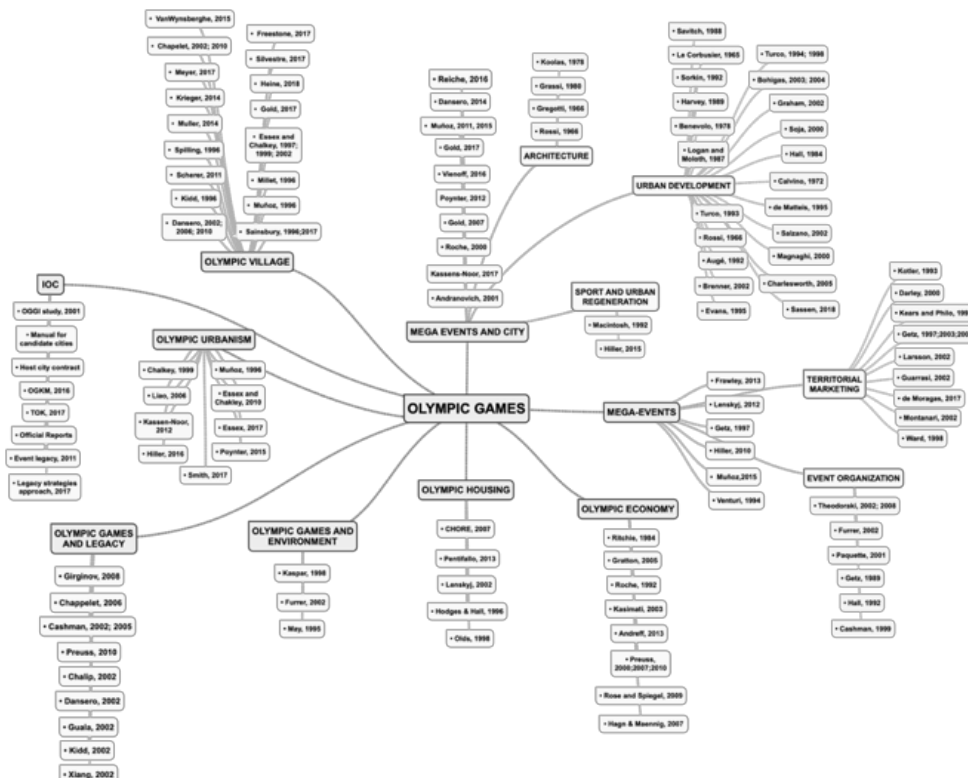 • VanWynsberghe, 2015
• Chapelet, 2002; 2010
• Meyer, 2017
• Krieger, 2014
• Muller, 2014
• Spilling, 1996
• Scherer, 2011
• Kidd, 1996
• Dansero, 2002;
2006; 2010
• Freestone, 2017
• Silvestre, 2017
• Heine, 2018
• Gold, 2017
• Essex and
Chalkey, 1997;
1999; 2002
• Millet, 1996
• Muñoz, 1996
• Sainsbury, 1996;2017
OLYMPIC VILLAGE
• Reiche, 2016
• Dansero, 2014
• Muñoz, 2011, 2015
• Gold, 2017
• Vienoff, 2016
Poynter, 2012
• Gold, 2007
• Roche, 2000
Kassens-Noor, 2017
• Andranovich, 2001
MEGA EVENTS AND CITY
• Koolas, 1978
• Grassi, 1980
• Gregotti, 1966
• Rossi, 1966
ARCHITECTURE
• Savitch, 1988
• Le Corbusier, 1965
• Sorkin, 1992
• Harvey, 1989
• Benevolo, 1978
• Logan and
Moloth, 1987
• Turco, 1994; 1998
• Bohigas, 2003; 2004
• Graham, 2002
• Soja, 2000
• Hall, 1984
URBAN DEVELOPMENT
• Calvino, 1972
• de Matteis, 1995
• Salzano, 2002
• Magnaghi, 2000
• Charlesworth, 2005
• Sassen, 2018
• Turco, 1993
• Rossi, 1966
• Augé, 1992
• Brenner, 2002
• Evans, 1995
SPORT AND URBAN
REGENERATION
• Macintosh, 1992
• Hiller, 2015
IOC
• OGGI study, 2001
• Manual for
candidate cities
• Host city contract
• OGKM, 2016
• TOK, 2017
• Official Reports
• Event legacy, 2011
• Legacy strategies
approach, 2017
OLYMPIC URBANISM
• Chalkey, 1999
• Liao, 2006
• Kassen-Noor,
2012
• Hiller, 2016
• Muñoz, 1996
• Essex and
Chakley, 2010
• Essex, 2017
• Poynter, 2015
• Smith, 2017
OLYMPIC GAMES
MEGA-EVENTS
• Frawley, 2013
• Lenskyj, 2012
• Getz, 1997
• Hiller, 2010
• Muñoz,2015
• Venturi, 1994
TERRITORIAL
MARKETING
• Kotler, 1993
• Darley, 2000
• Kears and Philo,
• Getz, 1997;2003;
• Larsson, 2002
• Guarrasi, 2002
• de Moragas, 2017
• Montanari, 2002
• Ward, 1998
EVENT ORGANIZATION
• Theodoraki, 2002; 2008
• Furrer, 2002
• Paquette, 2001
• Getz, 1989
• Hall, 1992
• Cashman, 1999
OLYMPIC GAMES
AND LEGACY
• Girginov, 2008
• Chappelet, 2006
• Cashman, 2002; 2005
• Preuss, 2010
• Chalip, 2002
• Dansero, 2002
• Guala, 2002
• Kidd, 2002
• Xiang, 2002
OLYMPIC GAMES AND
ENVIRONMENT
• Kaspar, 1998
• Furrer, 2002
• May, 1995
OLYMPIC HOUSING
• CHORE, 2007
• Pentifallo, 2013
• Lenskyj, 2002
• Hodges & Hall, 1996
• Olds, 1998
OLYMPIC ECONOMY
• Ritchie, 1984
• Gratton, 2005
• Roche, 1992
• Kasimati, 2003
• Andreff, 2013
• Preuss,
2000;2007;2010
• Rose and Spiegel, 2009
• Hagn & Maennig, 2007